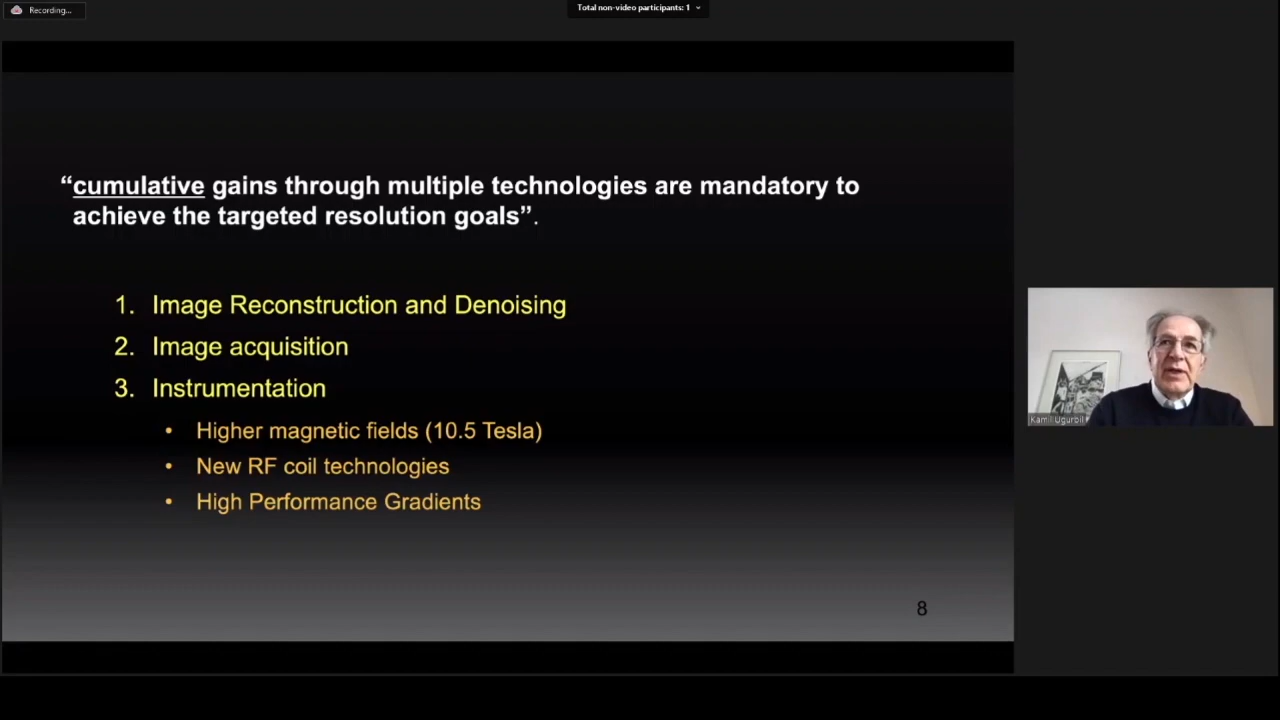 Recording...
Total non-video participants: 1
“cumulative gains through multiple technologies are mandatory to
achieve the targeted resolution goals”.
1. Image Reconstruction and Denoising
2. Image acquisition
3. Instrumentation
• Higher magnetic fields (10.5 Tesla)
• New RF coil technologies
• High Performance Gradients
Kamil Ugurbil
8